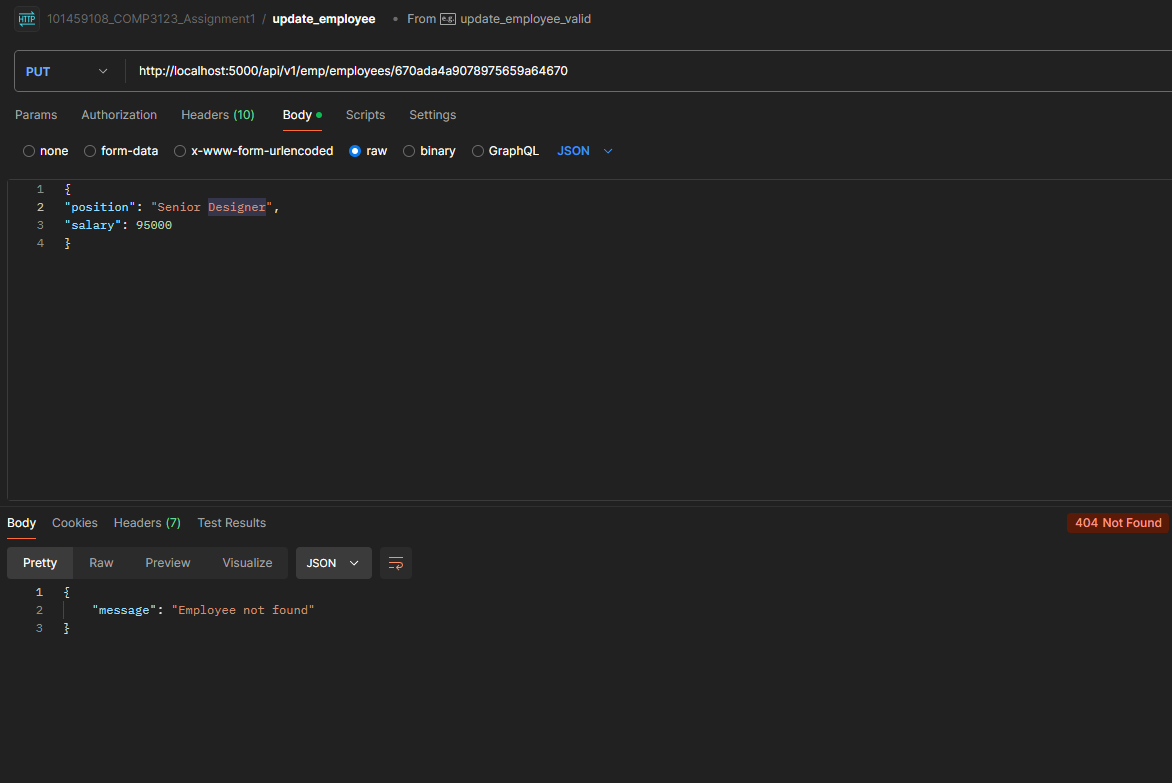 HTTP 101459108_COMP3123_Assignment1 / update_employee • From e.g. update_employee_valid
PUT http://localhost:5000/api/v1/emp/employees/670ada4a9078975659a64670
Params Authorization Headers (10) Body Scripts Settings
none form-data x-www-form-urlencoded raw binary GraphQL JSON
1 {
2 "position": "Senior Designer",
3 "salary": 95000
4 }
Body Cookies Headers (7) Test Results 404 Not Found
Pretty Raw Preview Visualize JSON
1 {
2 "message": "Employee not found"
3 }